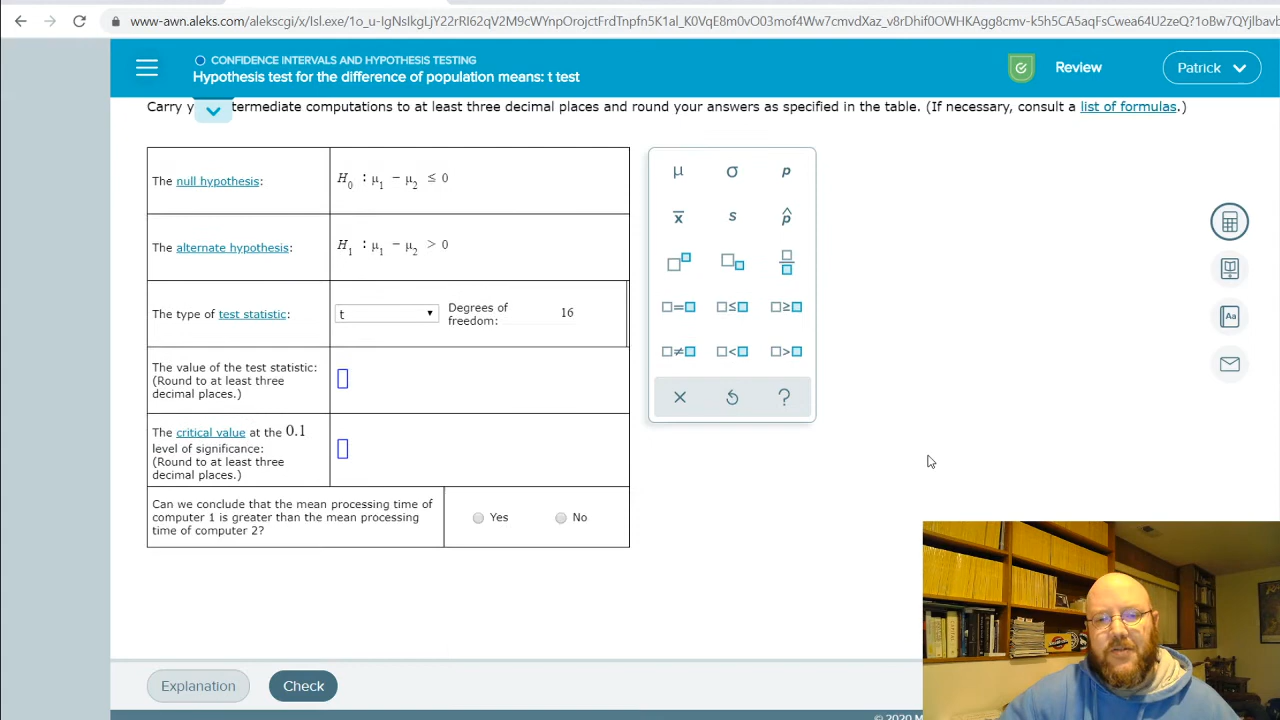 www-awn.aleks.com/alekscgi/x/Isl.exe/1o_u-
CONFIDENCE INTERVALS AND HYPOTHESIS TESTING
Hypothesis test for the difference of population means: t test
Review
Patrick
Carry y termediate computations to at least three decimal places and round your answers as specified in the table. (If necessary, consult a list of formulas.)
The null hypothesis:
H0 : μ1 − μ2 ≤ 0
The alternate hypothesis:
H1 : μ1 − μ2 > 0
The type of test statistic:
t
Degrees of
freedom:
16
The value of the test statistic:
(Round to at least three
decimal places.)
The critical value at the 0.1
level of significance:
(Round to at least three
decimal places.)
Can we conclude that the mean processing time of
computer 1 is greater than the mean processing
time of computer 2?
Yes
No
μ σ p
x̄ s p̂
□=□ □≤□ □≥□
□≠□ □<□ □>□
?
Aa
Explanation
Check
© 2020 M